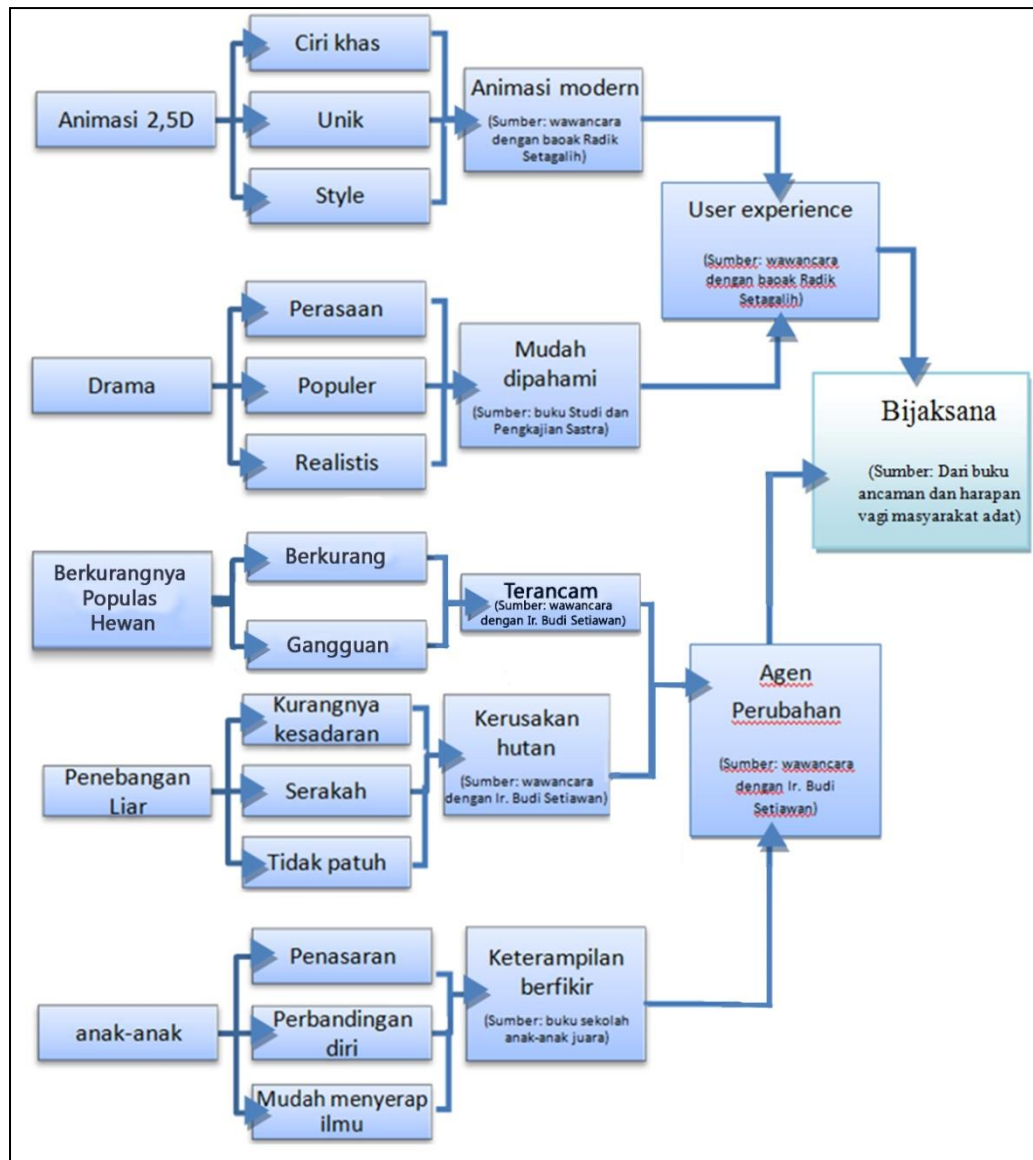 Animasi 2,5D
Ciri khas
Unik
Style
Animasi modern
(Sumber: wawancara
dengan baoak Radik
Setagalih)
User experience
(Sumber: wawancara
dengan baoak Radik
Setagalih)
Drama
Perasaan
Populer
Realistis
Mudah
dipahami
(Sumber: buku Studi dan
Pengkajian Sastra)
Bijaksana
(Sumber: Dari buku
ancaman dan harapan
vagi masyarakat adat)
Berkurangnya
Populas
Hewan
Berkurang
Gangguan
Terancam
(Sumber: wawancara
dengan Ir. Budi Setiawan)
Penebangan
Liar
Kurangnya
kesadaran
Serakah
Tidak patuh
Kerusakan
hutan
(Sumber: wawancara
dengan Ir. Budi Setiawan)
Agen
Perubahan
(Sumber: wawancara
dengan Ir. Budi
Setiawan)
anak-anak
Penasaran
Perbandingan
diri
Mudah menyerap
ilmu
Keterampilan
berfikir
(Sumber: buku sekolah
anak-anak juara)